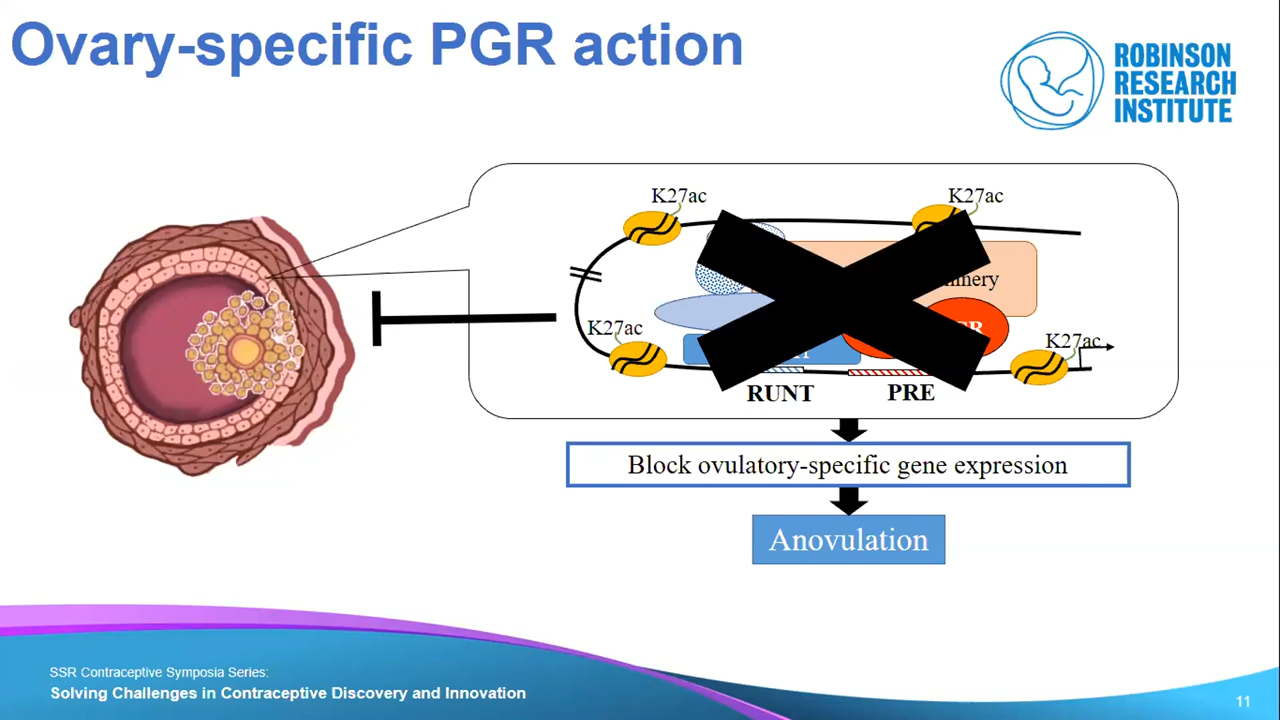 Ovary-specific PGR action
ROBINSON
RESEARCH
INSTITUTE
K27ac
K27ac
K27ac
K27ac
RUNT
PRE
Block ovulatory-specific gene expression
Anovulation
SSR Contraceptive Symposia Series:
Solving Challenges in Contraceptive Discovery and Innovation
11